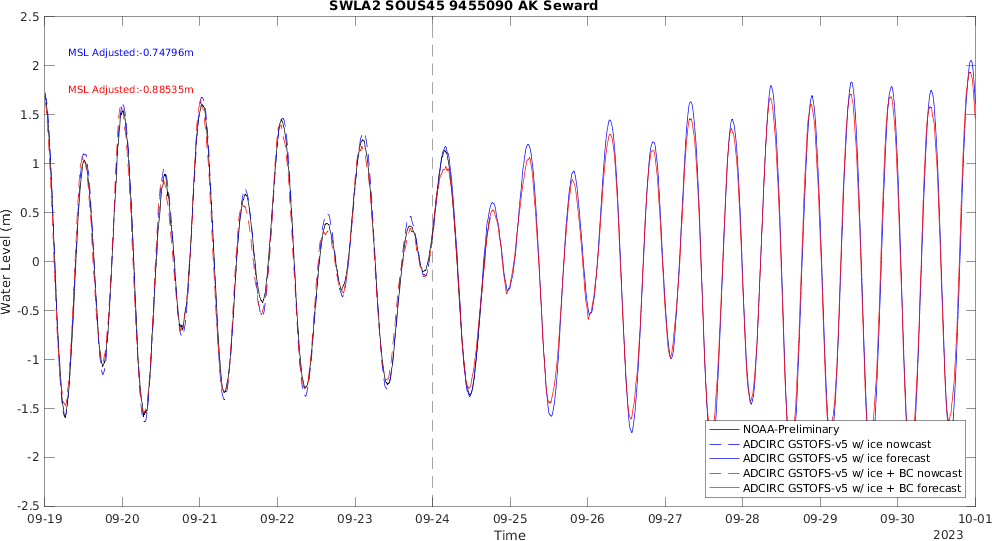 SWLA2 SOUS45 9455090 AK Seward
MSL Adjusted:-0.74796m
MSL Adjusted:-0.88535m
Water Level (m)
2.5
2
1.5
1
0.5
0
-0.5
-1
-1.5
-2
-2.5
NOAA-Preliminary
ADCIRC GSTOFS-v5 w/ ice nowcast
ADCIRC GSTOFS-v5 w/ ice forecast
ADCIRC GSTOFS-v5 w/ ice + BC nowcast
ADCIRC GSTOFS-v5 w/ ice + BC forecast
09-19 09-20 09-21 09-22 09-23 09-24 09-25 09-26 09-27 09-28 09-29 09-30 10-01
Time
2023